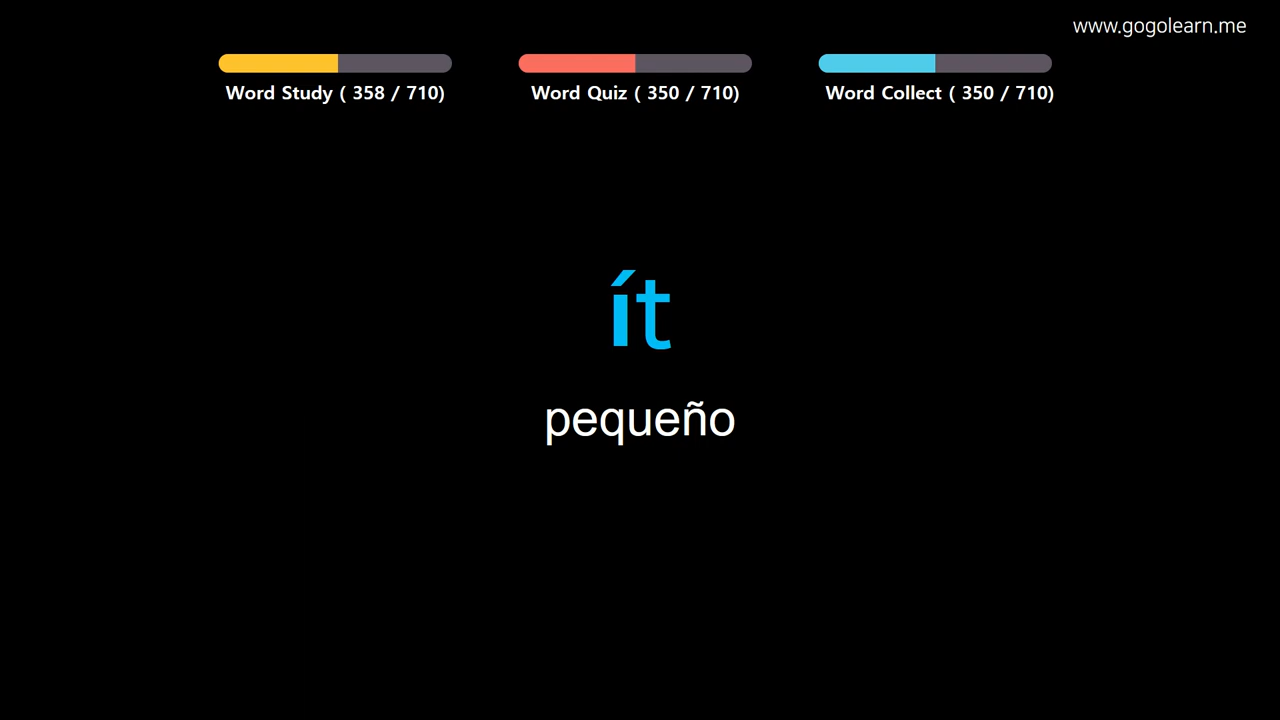 www.gogolearn.me
Word Study ( 358 / 710)
Word Quiz ( 350 / 710)
Word Collect ( 350 / 710)
ít
pequeño